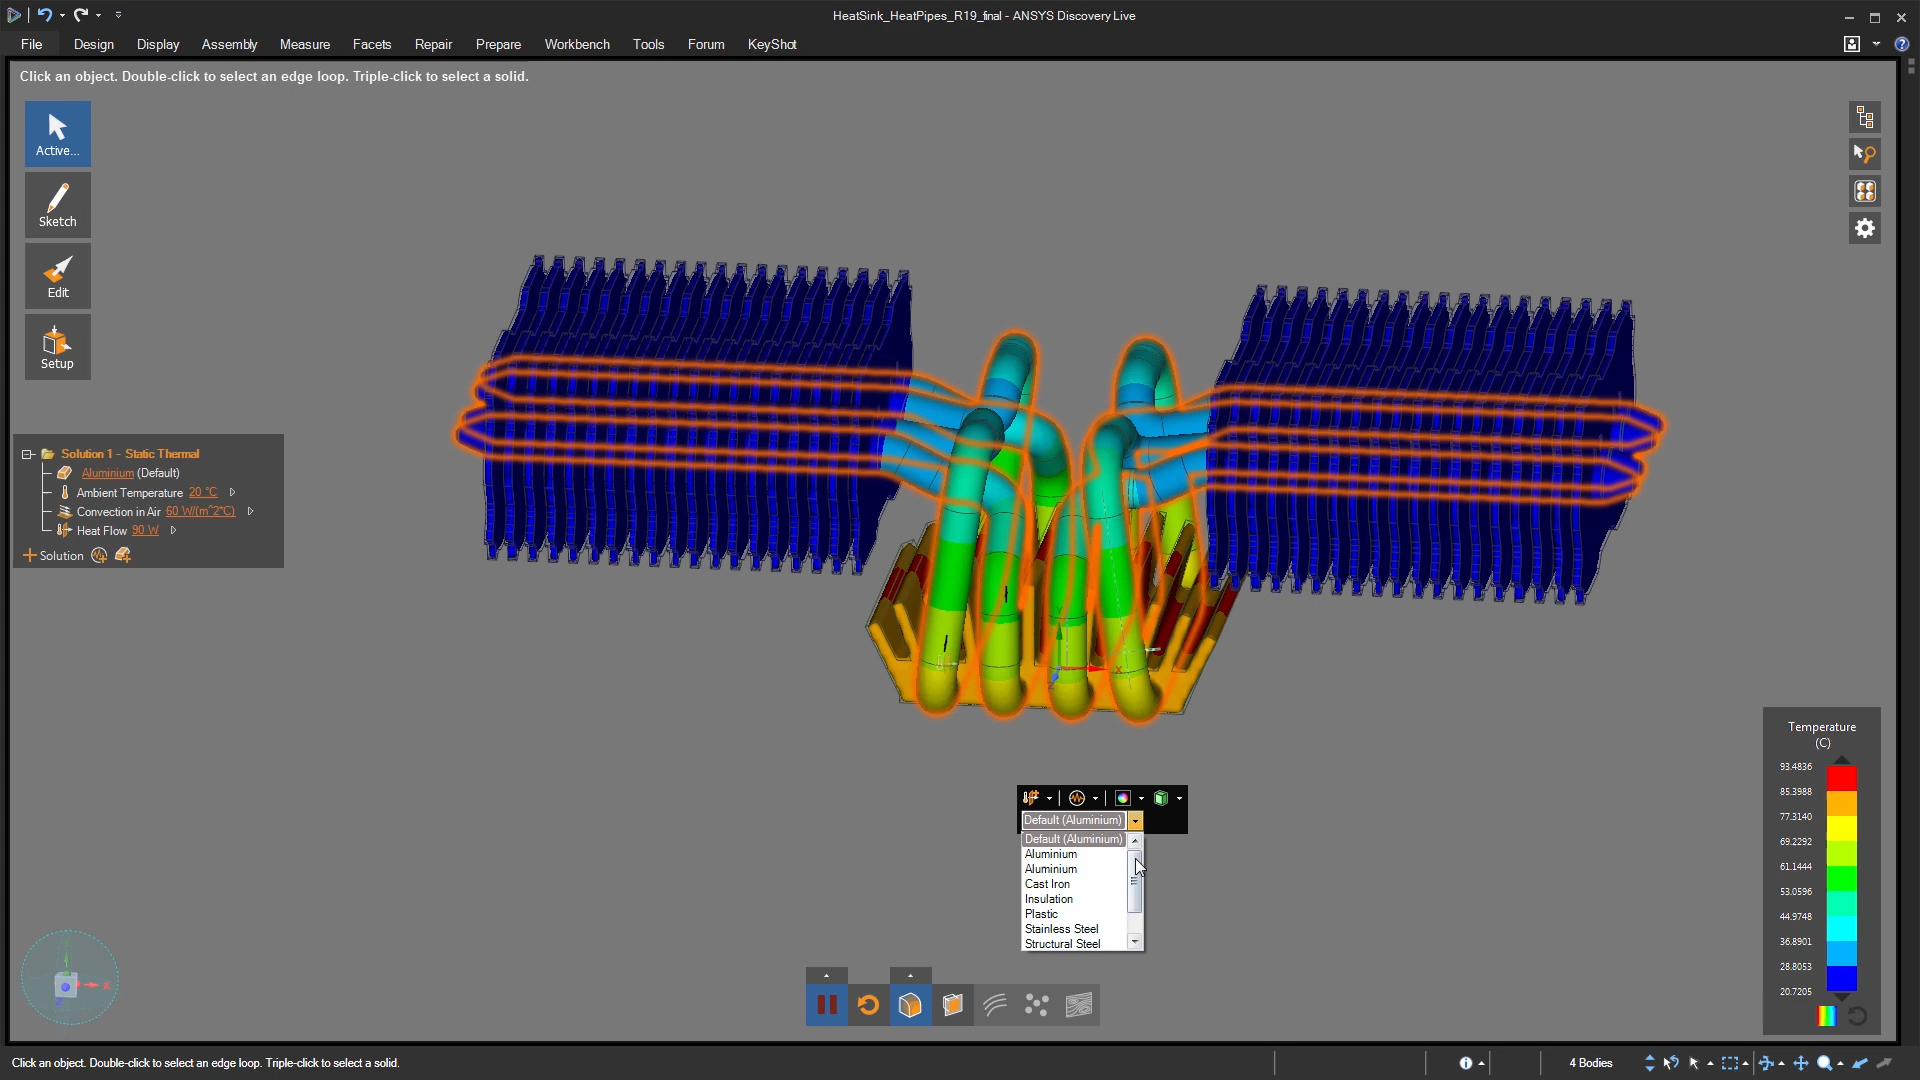 HeatSink_HeatPipes_R19_final - ANSYS Discovery Live
File Design Display Assembly Measure Facets Repair Prepare Workbench Tools Forum KeyShot
Click an object. Double-click to select an edge loop. Triple-click to select a solid.
Active...
Sketch
Edit
Setup
Solution 1 - Static Thermal
Aluminium (Default)
Ambient Temperature 20 °C
Convection in Air 60 W/(m^2°C)
Heat Flow 90 W
Solution
X
Y
Z
Temperature
(C)
93.4836
85.3988
77.3140
69.2292
61.1444
53.0596
44.9748
36.8901
28.8053
20.7205
Default (Aluminium)
Default (Aluminium)
Aluminium
Aluminium
Cast Iron
Insulation
Plastic
Stainless Steel
Structural Steel
X
Click an object. Double-click to select an edge loop. Triple-click to select a solid.
4 Bodies